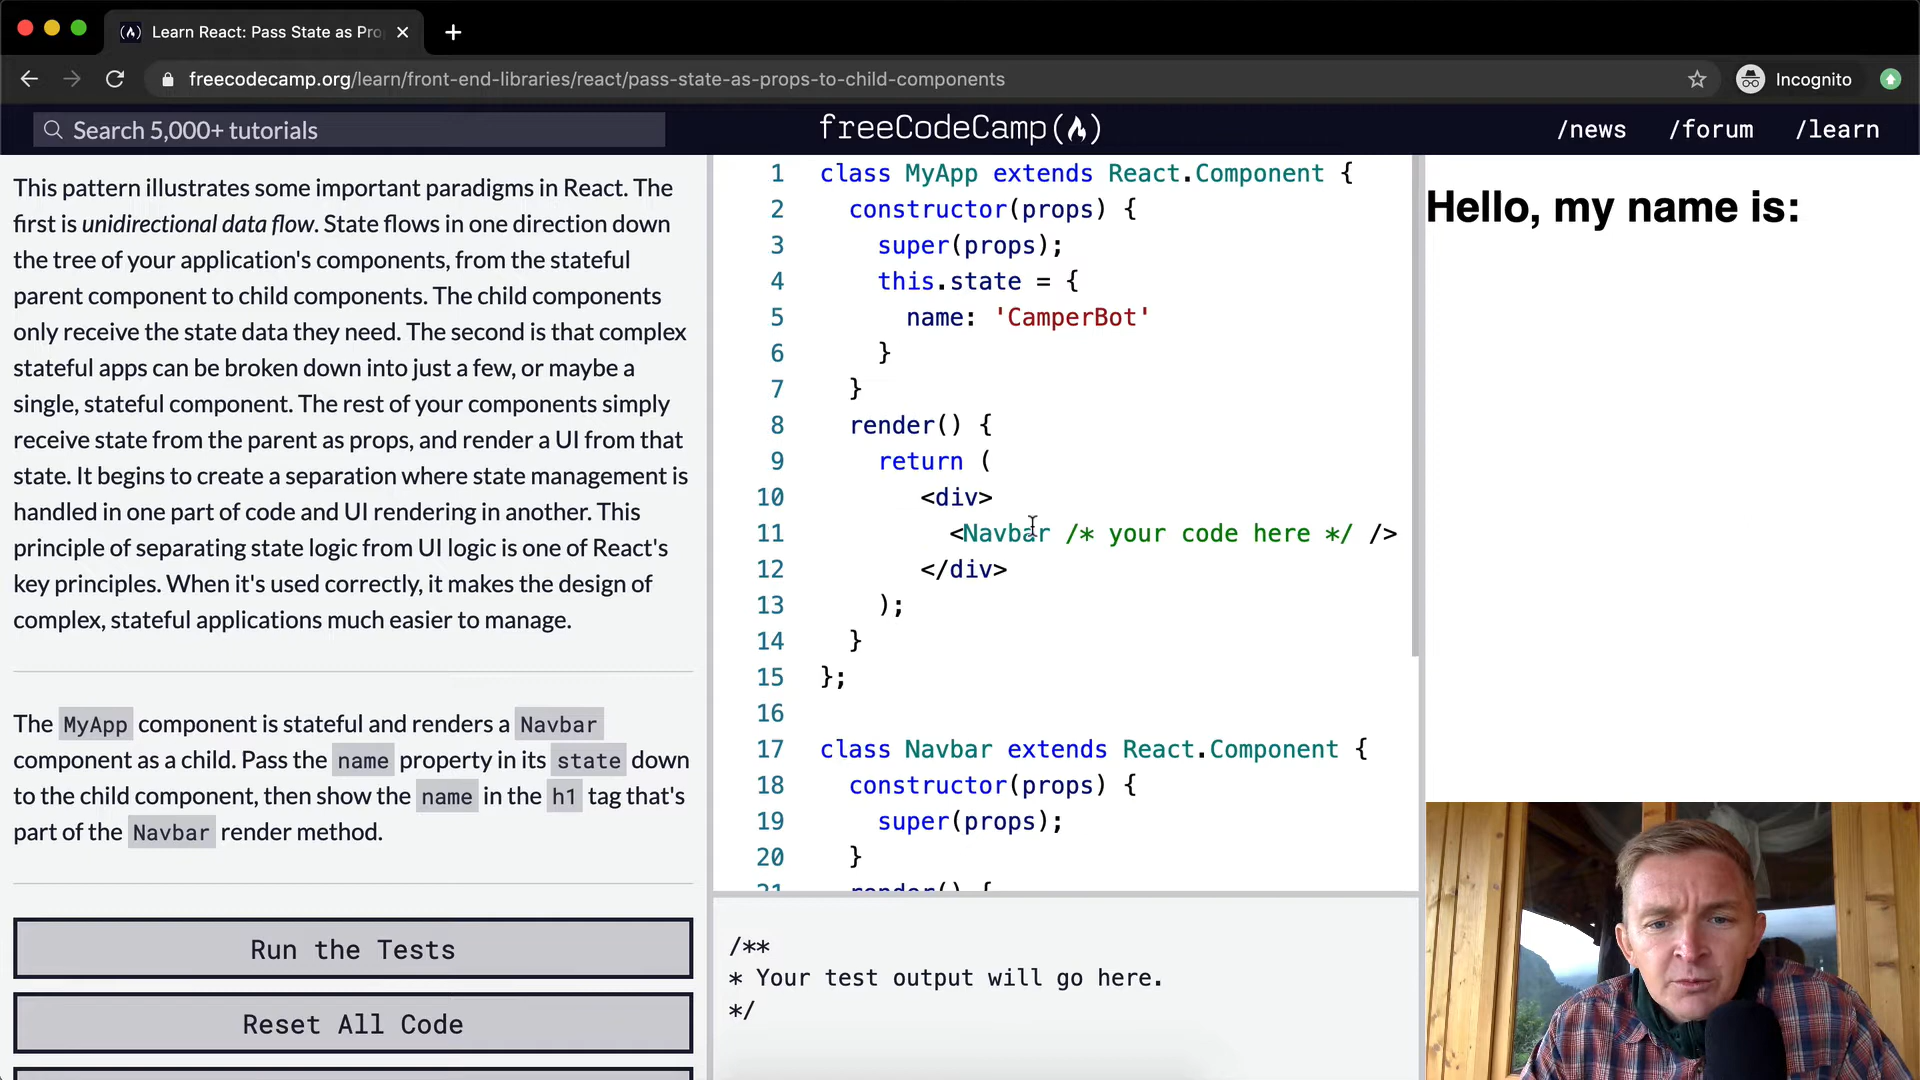 Learn React: Pass State as Pro
freecodecamp.org/learn/front-end-libraries/react/pass-state-as-props-to-child-components
Incognito
Search 5,000+ tutorials
freeCodeCamp
/news /forum /learn
This pattern illustrates some important paradigms in React. The
first is unidirectional data flow. State flows in one direction down
the tree of your application's components, from the stateful
parent component to child components. The child components
only receive the state data they need. The second is that complex
stateful apps can be broken down into just a few, or maybe a
single, stateful component. The rest of your components simply
receive state from the parent as props, and render a UI from that
state. It begins to create a separation where state management is
handled in one part of code and UI rendering in another. This
principle of separating state logic from UI logic is one of React's
key principles. When it's used correctly, it makes the design of
complex, stateful applications much easier to manage.
The MyApp component is stateful and renders a Navbar
component as a child. Pass the name property in its state down
to the child component, then show the name in the h1 tag that's
part of the Navbar render method.
Run the Tests
Reset All Code
1 class MyApp extends React.Component {
2 constructor(props) {
3 super(props);
4 this.state = {
5 name: 'CamperBot'
6 }
7 }
8 render() {
9 return (
10 <div>
11 <Navbar /* your code here */ />
12 </div>
13 );
14 }
15 };
16
17 class Navbar extends React.Component {
18 constructor(props) {
19 super(props);
20 }
21 render() {
/**
* Your test output will go here.
*/
Hello, my name is: